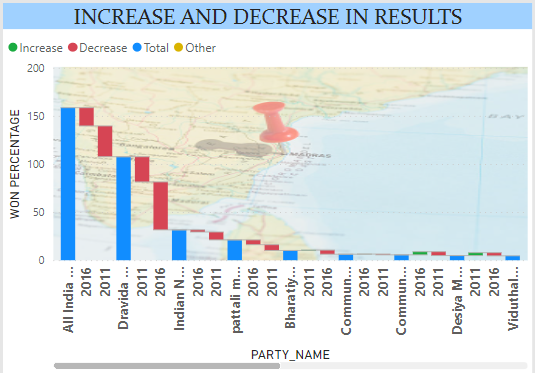 INCREASE AND DECREASE IN RESULTS
Increase Decrease Total Other
WON PERCENTAGE
200
150
100
50
0
BAY
MADRAS
All India ...
2016
2011
Dravida ...
2011
2016
Indian N...
2016
2011
pattali m...
2016
2011
Bharatiy...
2011
2016
Commun...
2011
2016
Commun...
2016
2011
Desiya M...
2011
2016
Viduthal...
PARTY_NAME